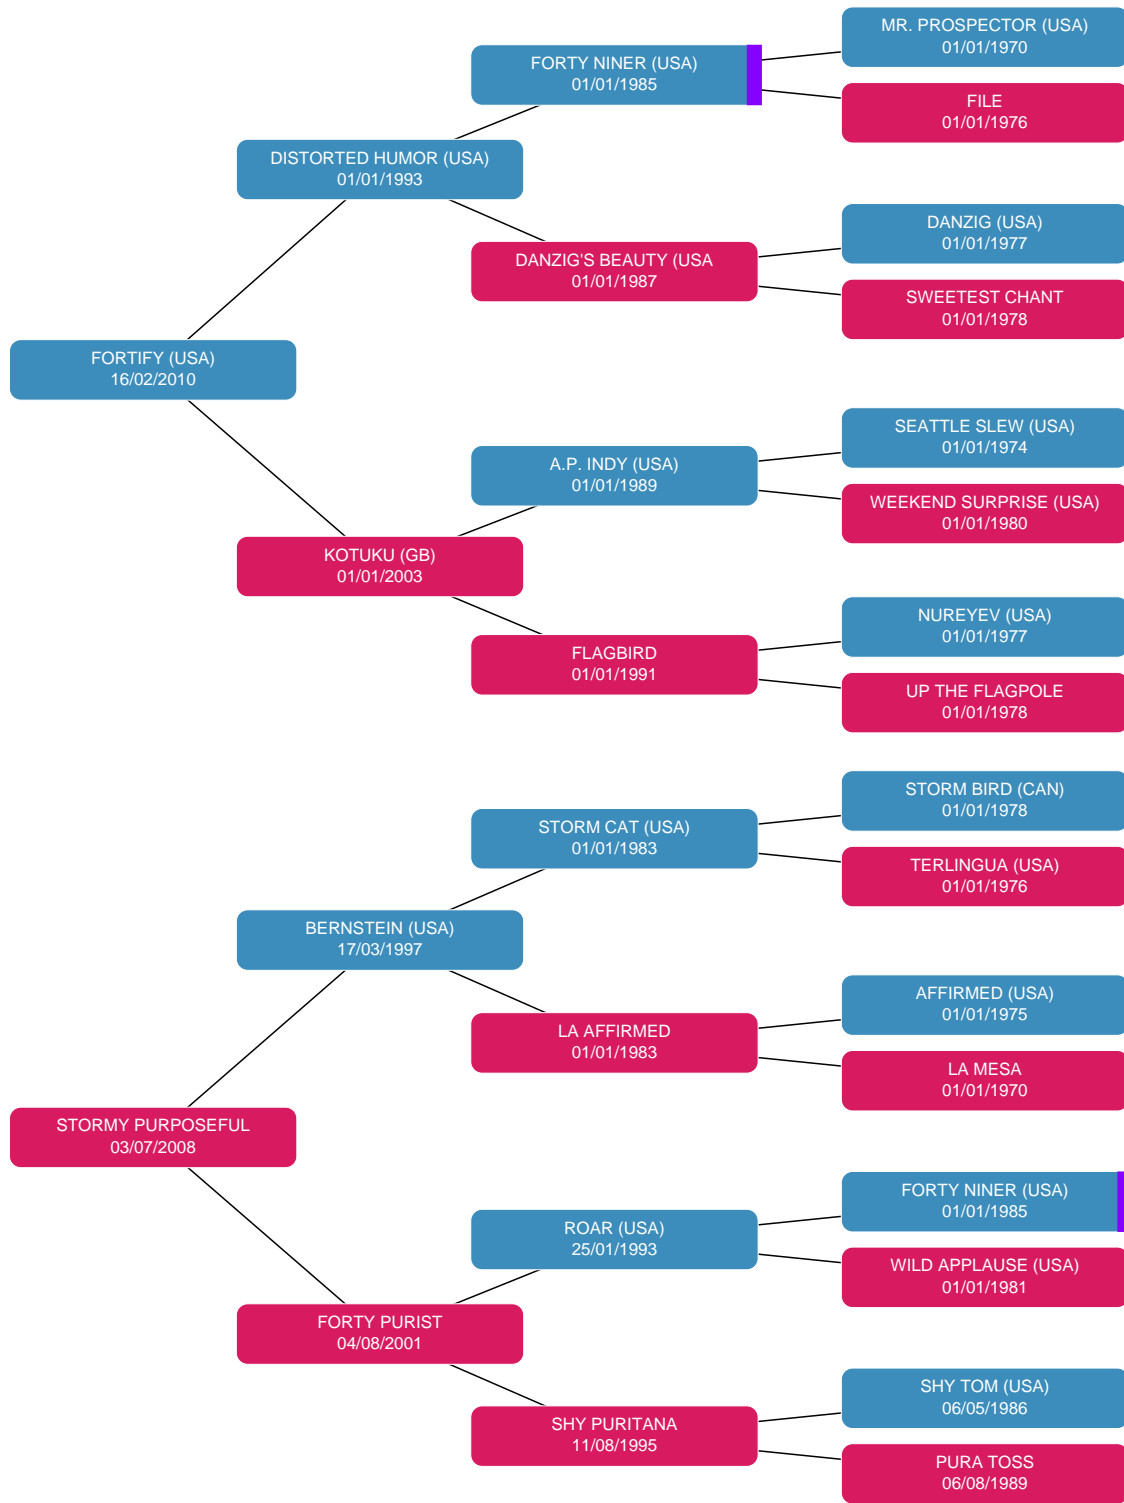 MR. PROSPECTOR (USA)
01/01/1970
FORTY NINER (USA)
01/01/1985
FILE
01/01/1976
DISTORTED HUMOR (USA)
01/01/1993
DANZIG (USA)
01/01/1977
DANZIG'S BEAUTY (USA
01/01/1987
SWEETEST CHANT
01/01/1978
FORTIFY (USA)
16/02/2010
SEATTLE SLEW (USA)
01/01/1974
A.P. INDY (USA)
01/01/1989
WEEKEND SURPRISE (USA)
01/01/1980
KOTUKU (GB)
01/01/2003
NUREYEV (USA)
01/01/1977
FLAGBIRD
01/01/1991
UP THE FLAGPOLE
01/01/1978
STORM BIRD (CAN)
01/01/1978
STORM CAT (USA)
01/01/1983
TERLINGUA (USA)
01/01/1976
BERNSTEIN (USA)
17/03/1997
AFFIRMED (USA)
01/01/1975
LA AFFIRMED
01/01/1983
LA MESA
01/01/1970
STORMY PURPOSEFUL
03/07/2008
FORTY NINER (USA)
01/01/1985
ROAR (USA)
25/01/1993
WILD APPLAUSE (USA)
01/01/1981
FORTY PURIST
04/08/2001
SHY TOM (USA)
06/05/1986
SHY PURITANA
11/08/1995
PURA TOSS
06/08/1989